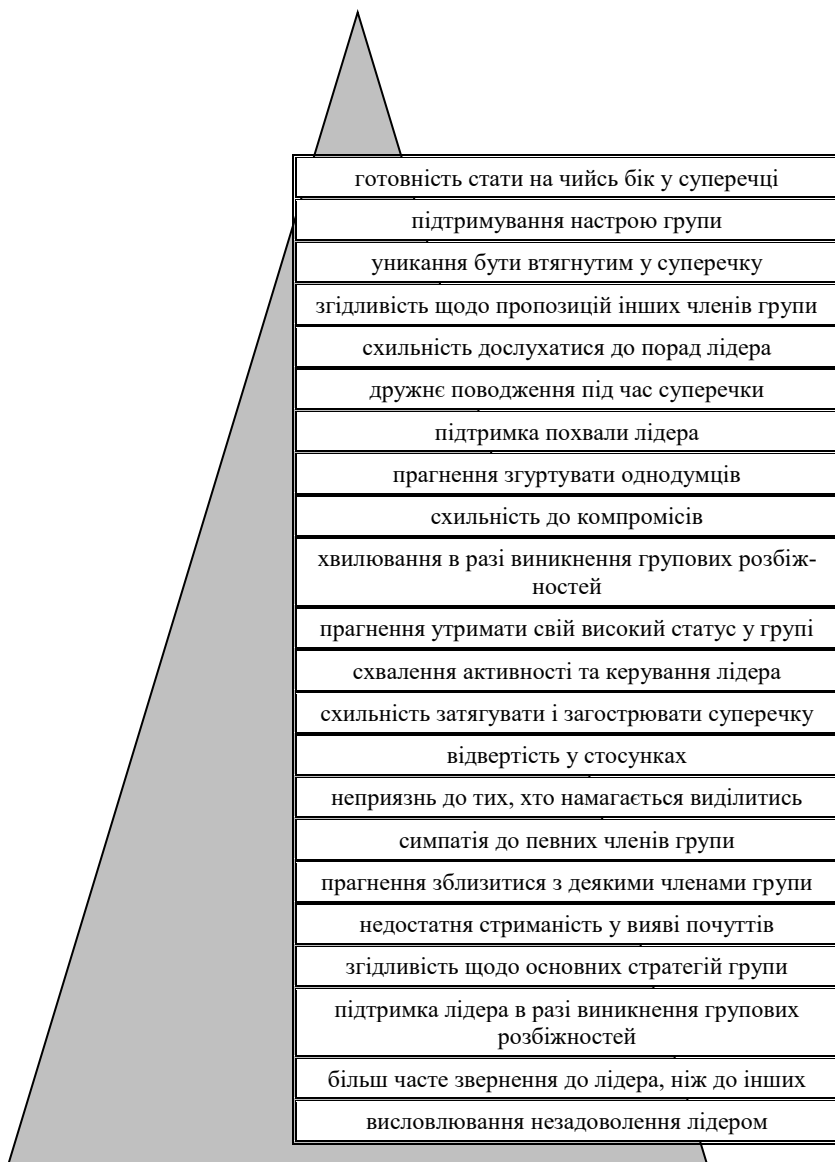 готовність стати на чийсь бік у суперечці
підтримування настрою групи
уникання бути втягнутим у суперечку
згідливість щодо пропозицій інших членів групи
схильність дослухатися до порад лідера
дружнє поводження під час суперечки
підтримка похвали лідера
прагнення згуртувати однодумців
схильність до компромісів
хвилювання в разі виникнення групових розбіж-
ностей
прагнення утримати свій високий статус у групі
схвалення активності та керування лідера
схильність затягувати і загострювати суперечку
відвертість у стосунках
неприязнь до тих, хто намагається виділитись
симпатія до певних членів групи
прагнення зблизитися з деякими членами групи
недостатня стриманість у вияві почуттів
згідливість щодо основних стратегій групи
підтримка лідера в разі виникнення групових
розбіжностей
більш часте звернення до лідера, ніж до інших
висловлювання незадоволення лідером